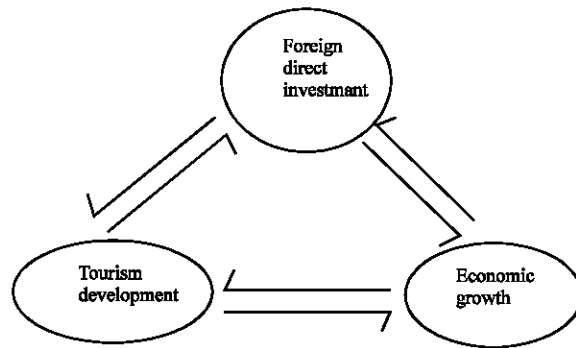 Foreign
direct
investmant
Tourism
development
Economic
growth